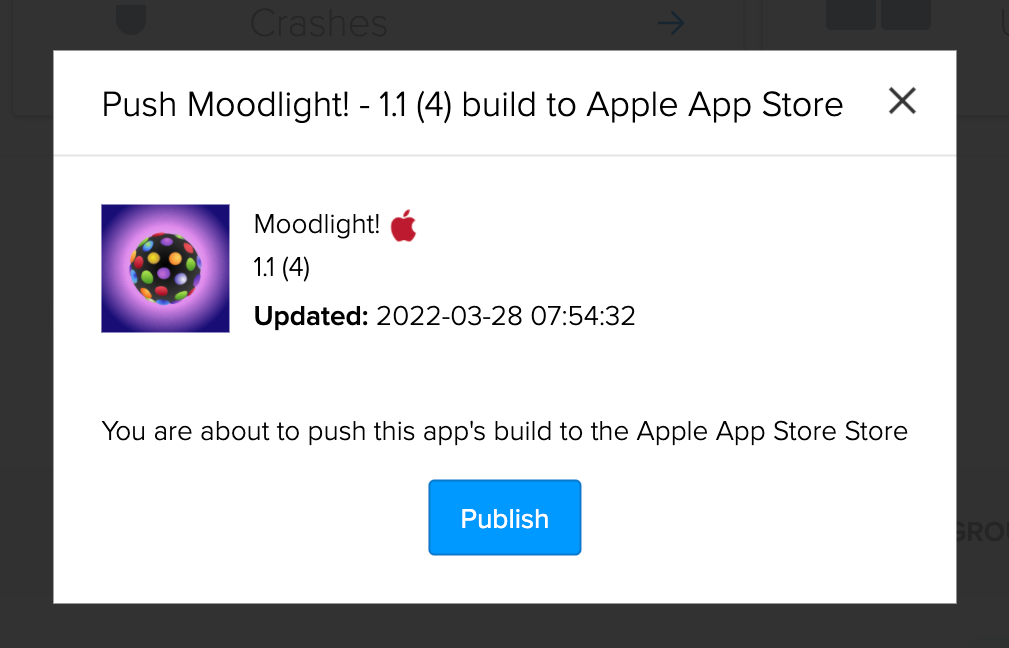 Crashes
Push Moodlight! - 1.1 (4) build to Apple App Store
Moodlight!
1.1 (4)
Updated: 2022-03-28 07:54:32
You are about to push this app's build to the Apple App Store Store
Publish